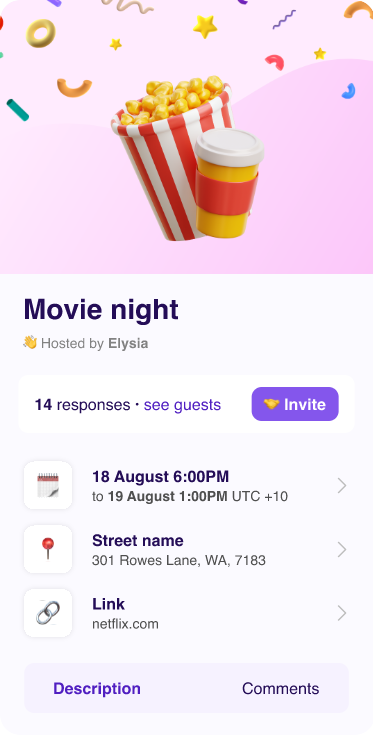 Movie night
Hosted by Elysia
14 responses · see guests
Invite
18 August 6:00PM
to 19 August 1:00PM UTC +10
Street name
301 Rowes Lane, WA, 7183
Link
netflix.com
Description
Comments